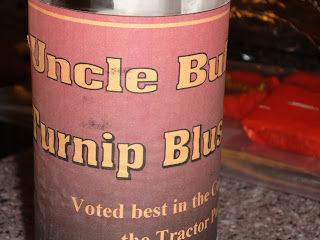 Uncle Bu
Turnip Blus
Voted best in the C
the Tractor P